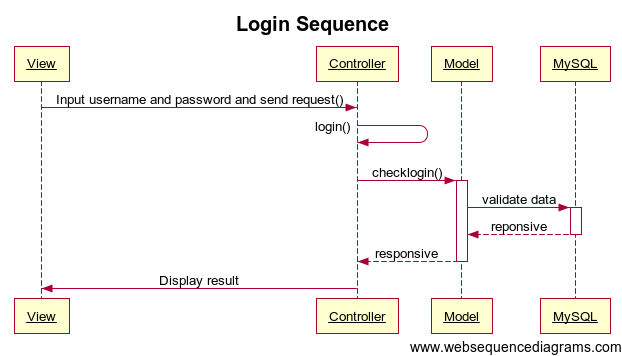 Login Sequence
View Controller Model MySQL
Input username and password and send request()
login()
checklogin()
validate data
reponsive
responsive
Display result
View Controller Model MySQL
www.websequencediagrams.com